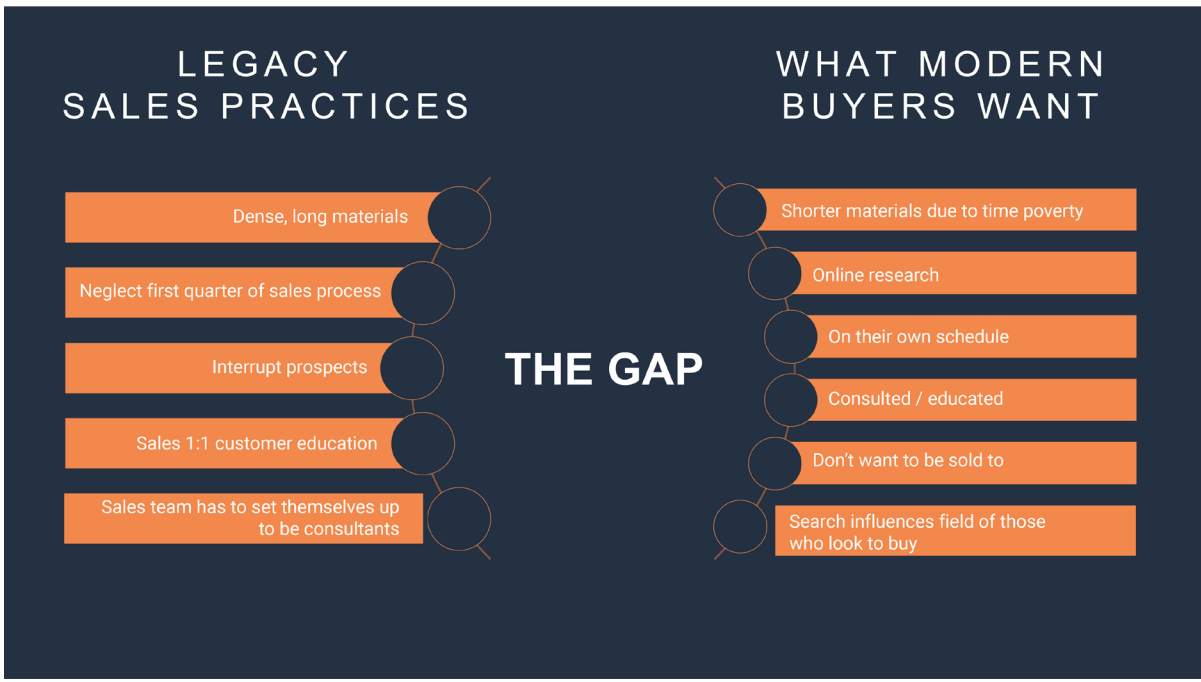 LEGACY
SALES PRACTICES
Dense, long materials
Neglect first quarter of sales process
Interrupt prospects
Sales 1:1 customer education
Sales team has to set themselves up
to be consultants
THE GAP
WHAT MODERN
BUYERS WANT
Shorter materials due to time poverty
Online research
On their own schedule
Consulted / educated
Don’t want to be sold to
Search influences field of those
who look to buy